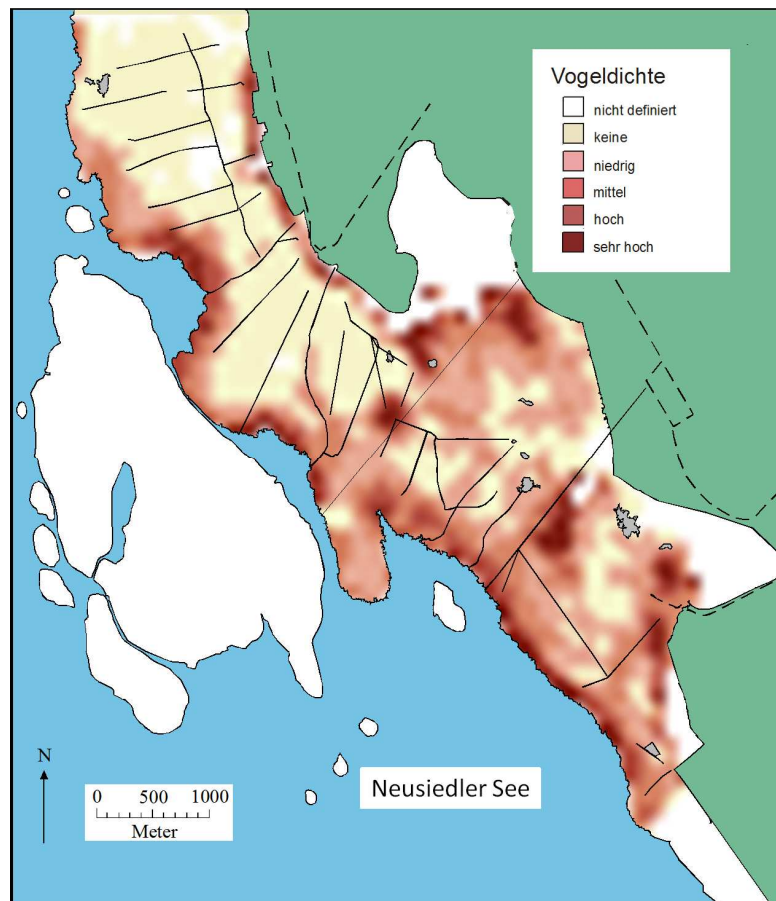 Vogeldichte
nicht definiert
keine
niedrig
mittel
hoch
sehr hoch
N
0 500 1000
Meter
Neusiedler See